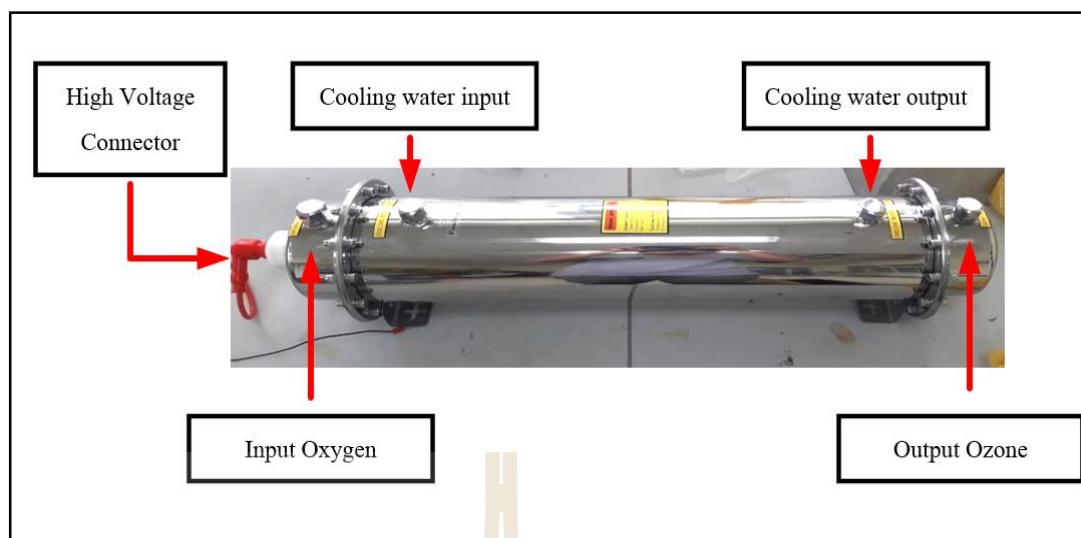 High Voltage
Connector
Cooling water input
Cooling water output
Input Oxygen
Output Ozone